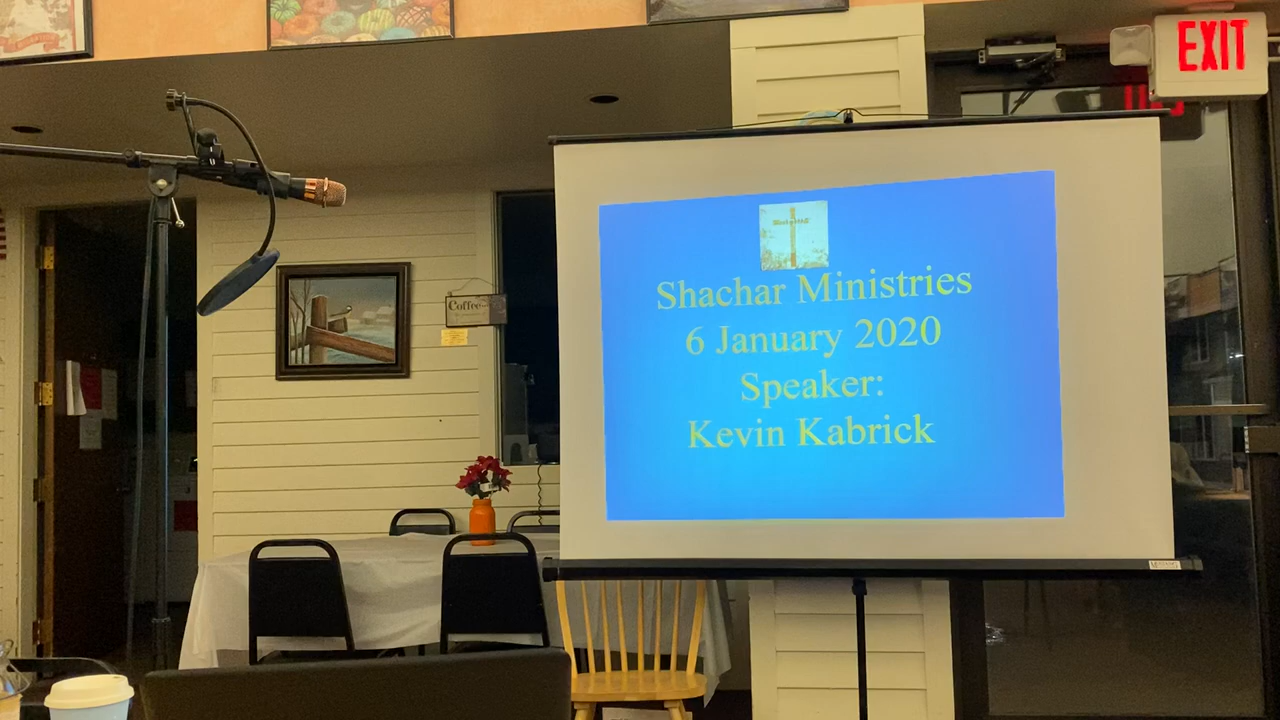 EXIT
Coffee
Shachar Ministries
6 January 2020
Speaker:
Kevin Kabrick